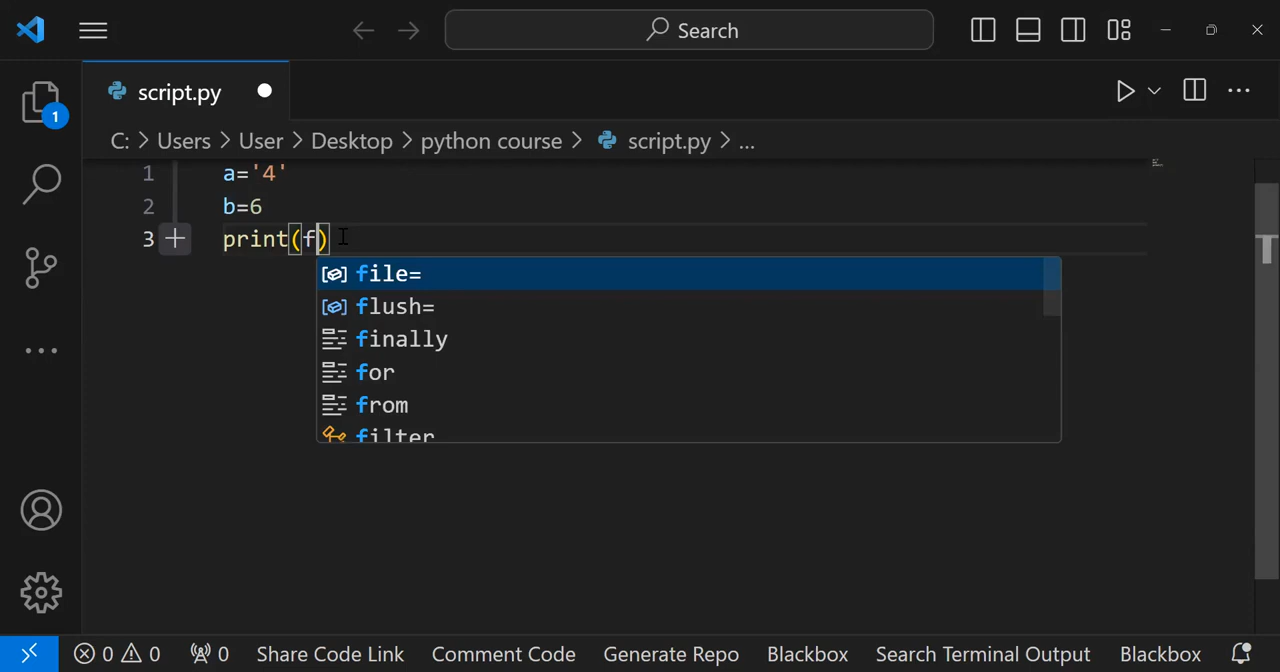 Search
script.py
1
C: > Users > User > Desktop > python course > script.py > ...
1 a='4'
2 b=6
3 print(f)
file=
flush=
finally
for
from
filter
0 0 0 Share Code Link Comment Code Generate Repo Blackbox Search Terminal Output Blackbox